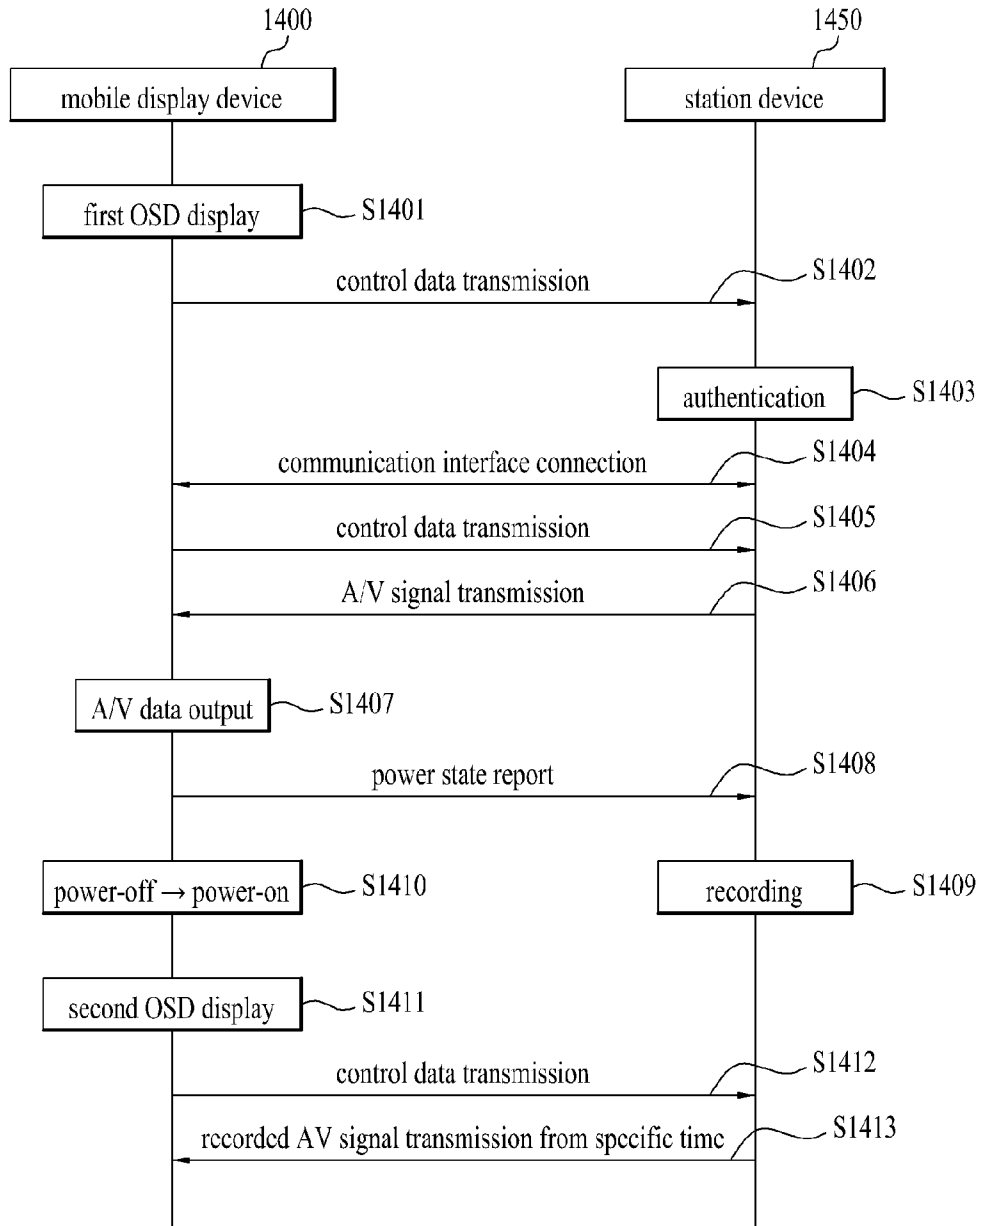 1400
1450
mobile display device
station device
first OSD display
S1401
control data transmission
S1402
authentication
S1403
communication interface connection
S1404
control data transmission
S1405
A/V signal transmission
S1406
A/V data output
S1407
power state report
S1408
power-off → power-on
S1410
recording
S1409
second OSD display
S1411
control data transmission
S1412
recorded AV signal transmission from specific time
S1413